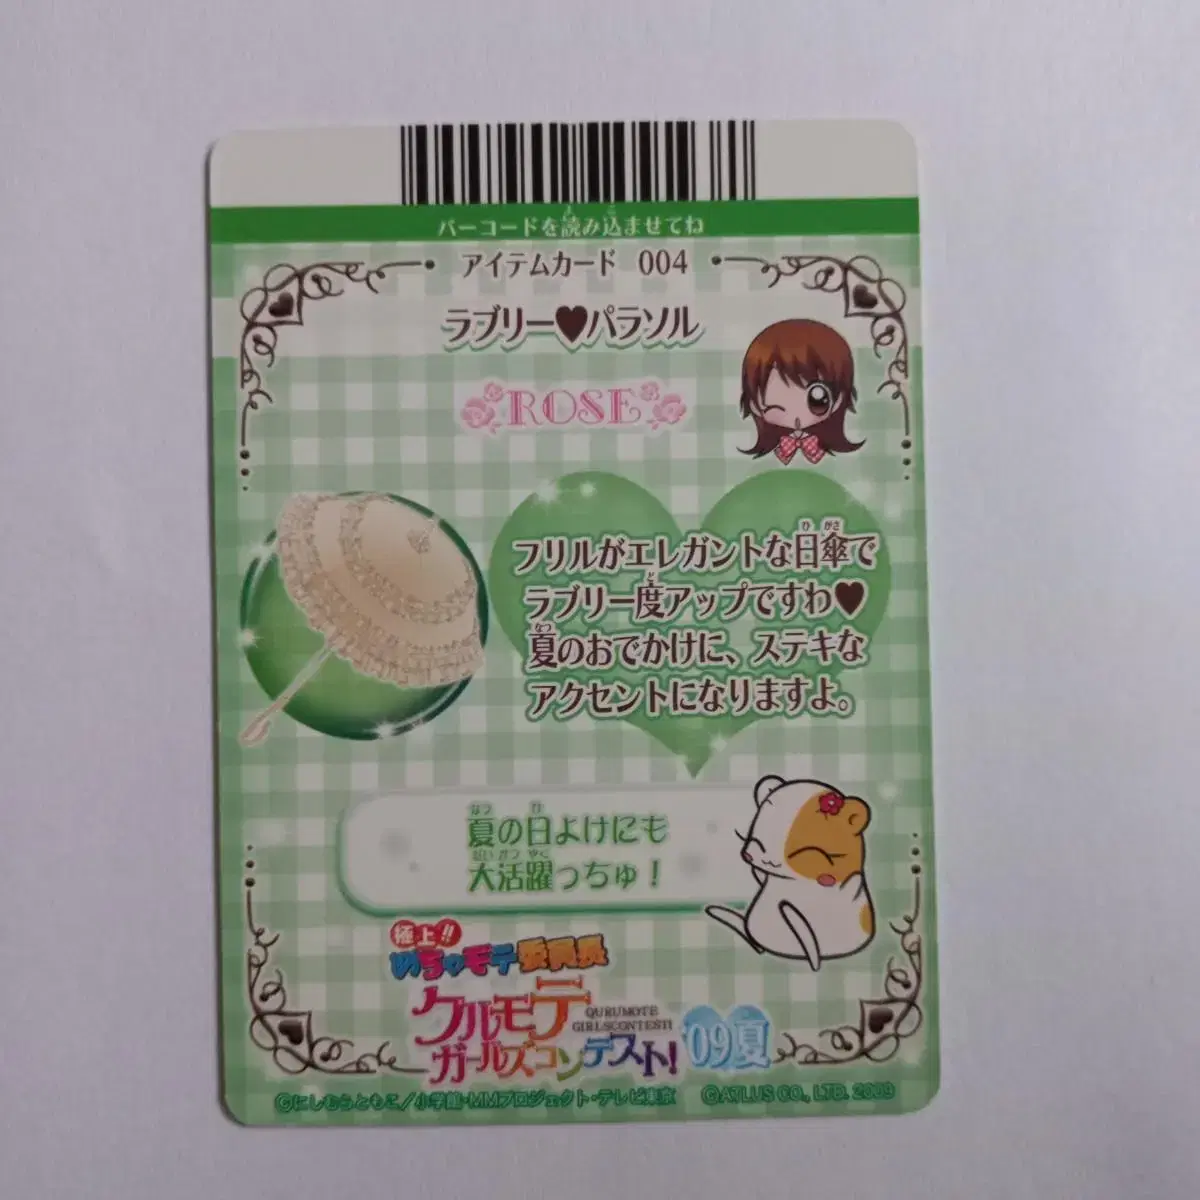 バーコードを読み込ませてね
アイテムカード 004
ラブリー♥パラソル
ROSE
フリルがエレガントな日傘で
ラブリー度アップですわ♥
夏のおでかけに、ステキな
アクセントになりますよ。
夏の日よけにも
大活躍っちゅ！
極上!!
めちゃモテ委員長
クルモテ
QURUMOTE
GIRLSCONTEST!
ガールズコンテスト!
'09夏
©にしむらともこ／小学館・MMプロジェクト・テレビ東京 ©ATLUS CO., LTD. 2009